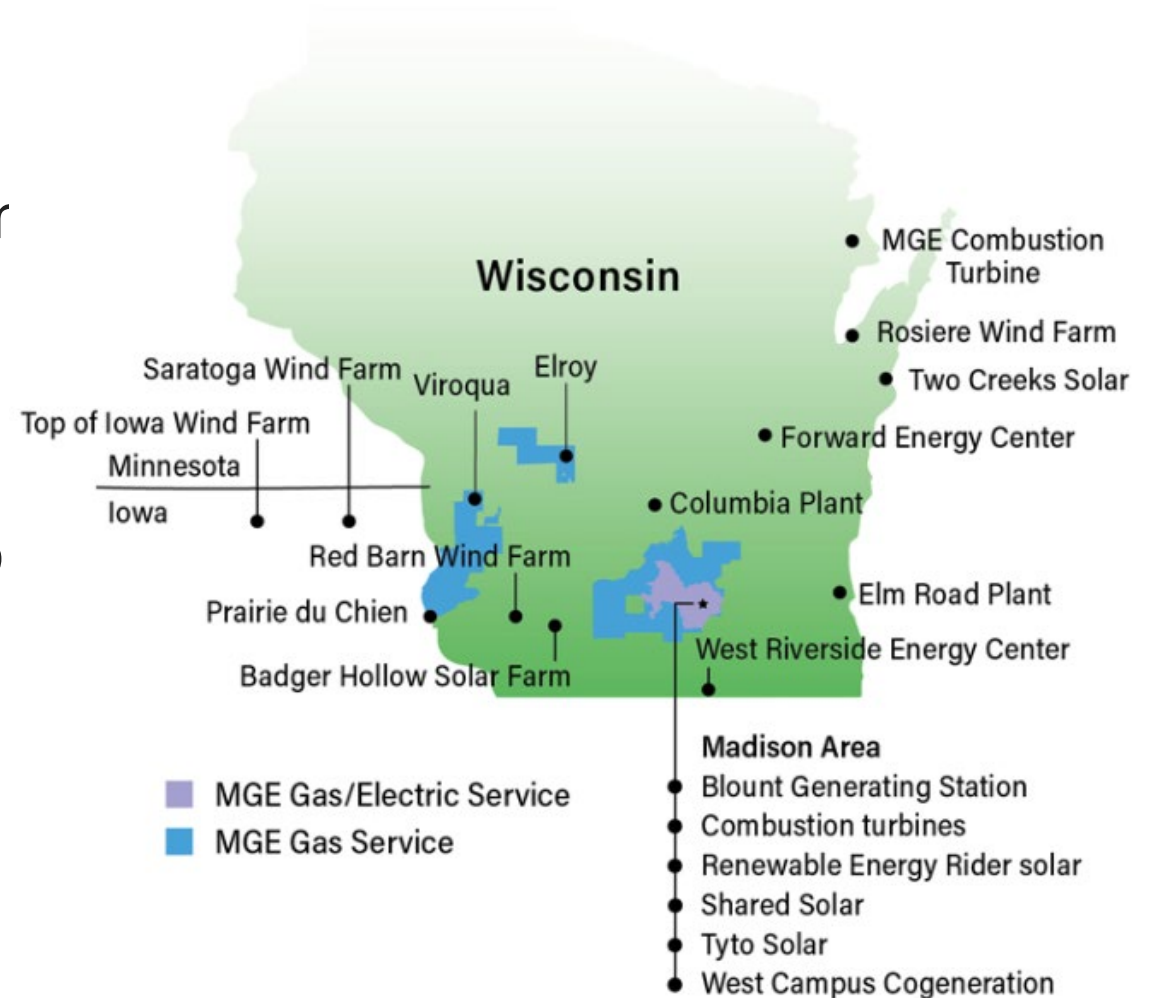 MGE Combustion
Turbine
Wisconsin
Rosiere Wind Farm
Saratoga Wind Farm
Viroqua
Elroy
Two Creeks Solar
Top of Iowa Wind Farm
Forward Energy Center
Minnesota
Iowa
Columbia Plant
Red Barn Wind Farm
Prairie du Chien
Elm Road Plant
West Riverside Energy Center
Badger Hollow Solar Farm
Madison Area
Blount Generating Station
Combustion turbines
Renewable Energy Rider solar
Shared Solar
Tyto Solar
West Campus Cogeneration
MGE Gas/Electric Service
MGE Gas Service